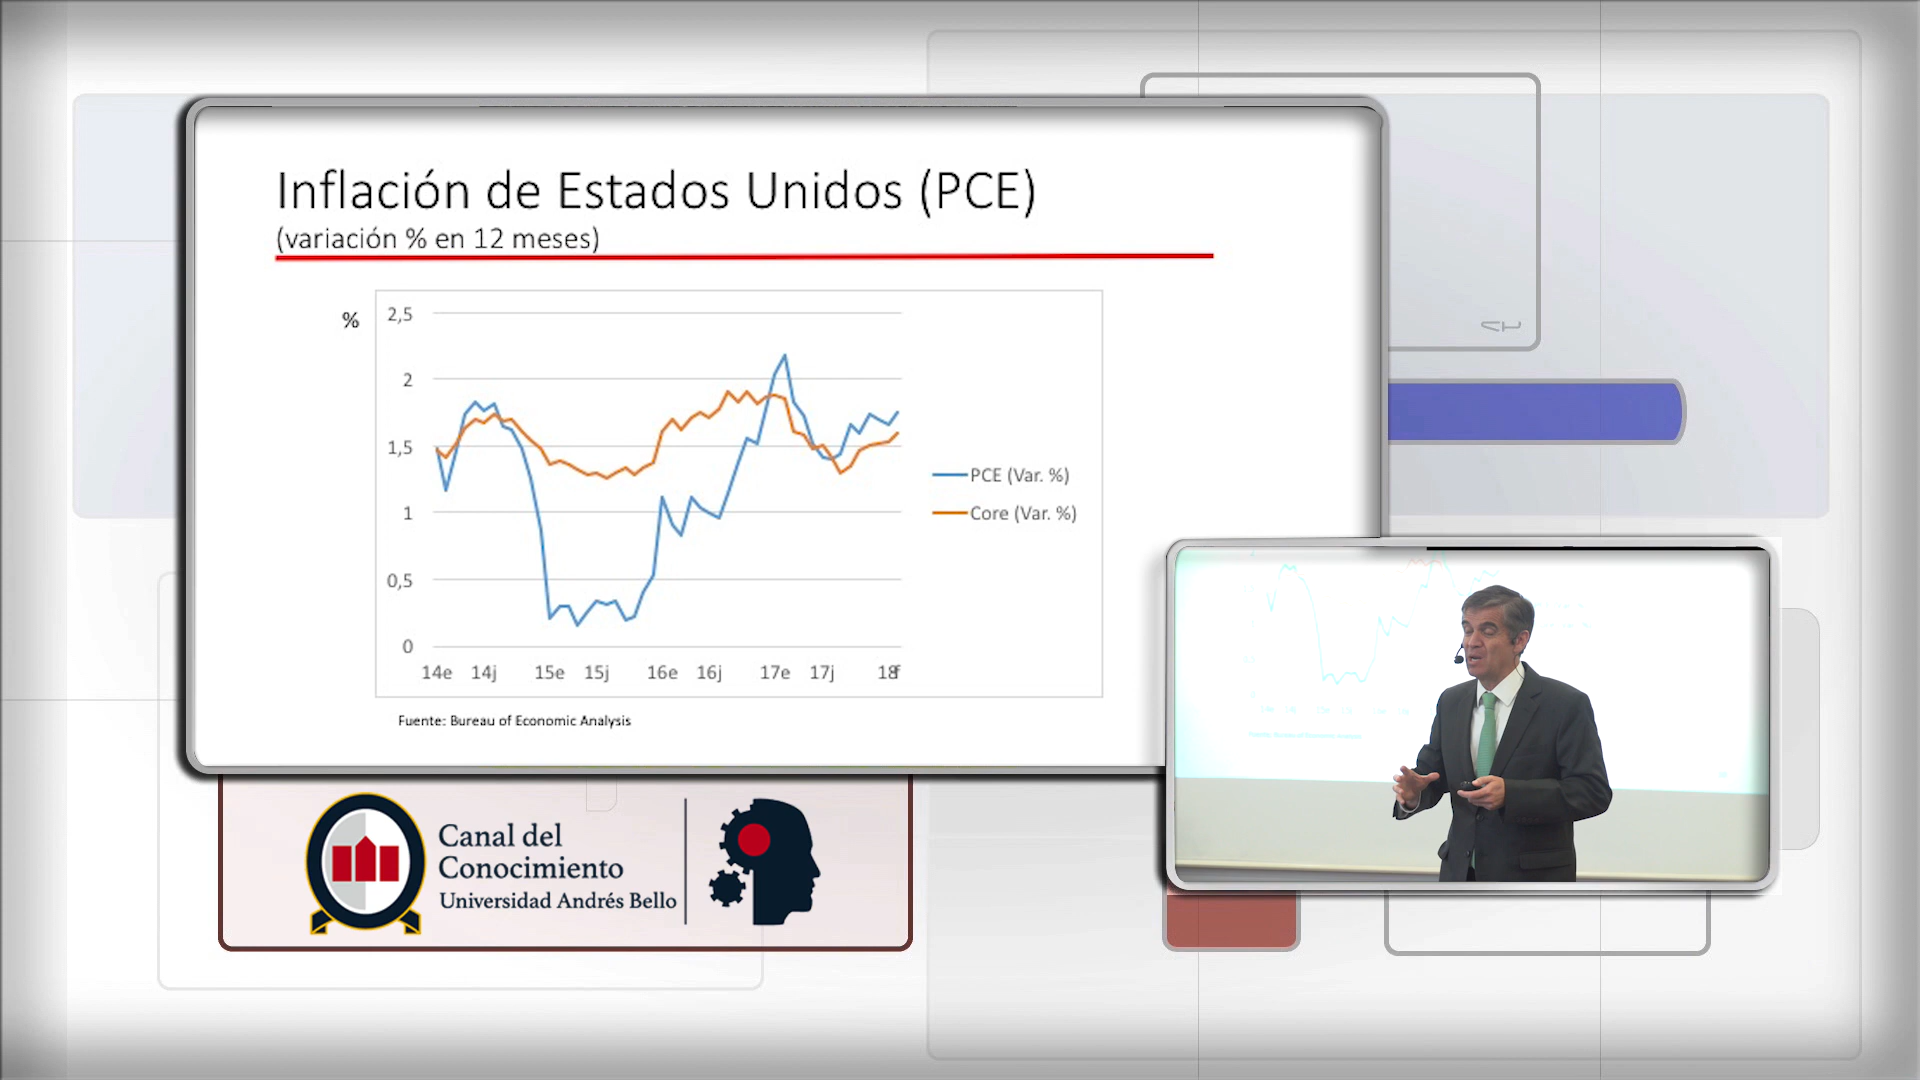 Inflación de Estados Unidos (PCE)
(variación % en 12 meses)
%
2,5
2
1,5
1
0,5
0
14e 14j 15e 15j 16e 16j 17e 17j 18f
PCE (Var. %)
Core (Var. %)
Fuente: Bureau of Economic Analysis
Canal del
Conocimiento
Universidad Andrés Bello